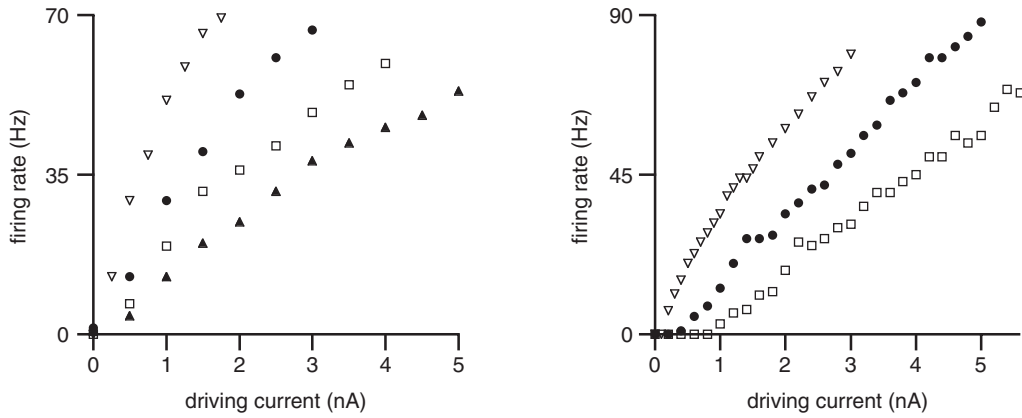 70
35
0
firing rate (Hz)
0 1 2 3 4 5
driving current (nA)
90
45
0
firing rate (Hz)
0 1 2 3 4 5
driving current (nA)